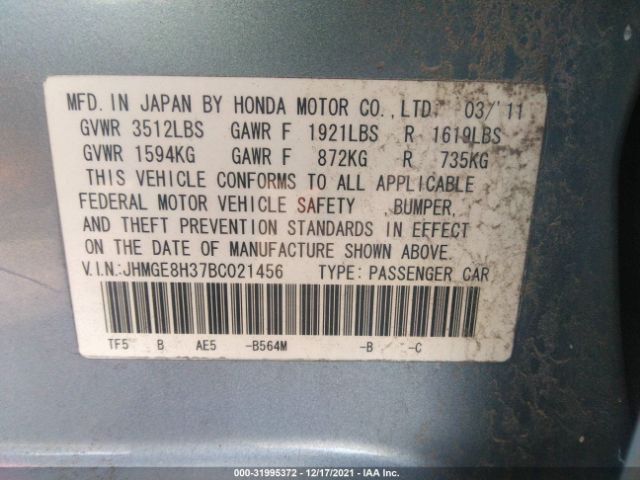 MFD. IN JAPAN BY HONDA MOTOR CO., LTD. 03/'11
GVWR 3512LBS GAWR F 1921LBS R 1619LBS
GVWR 1594KG GAWR F 872KG R 735KG
THIS VEHICLE CONFORMS TO ALL APPLICABLE
FEDERAL MOTOR VEHICLE SAFETY, BUMPER,
AND THEFT PREVENTION STANDARDS IN EFFECT
ON THE DATE OF MANUFACTURE SHOWN ABOVE.
V.I.N.:JHMGE8H37BC021456 TYPE: PASSENGER CAR
TF5 B AE5 -B564M -B -C
000-31995372 - 12/17/2021 - IAA Inc.